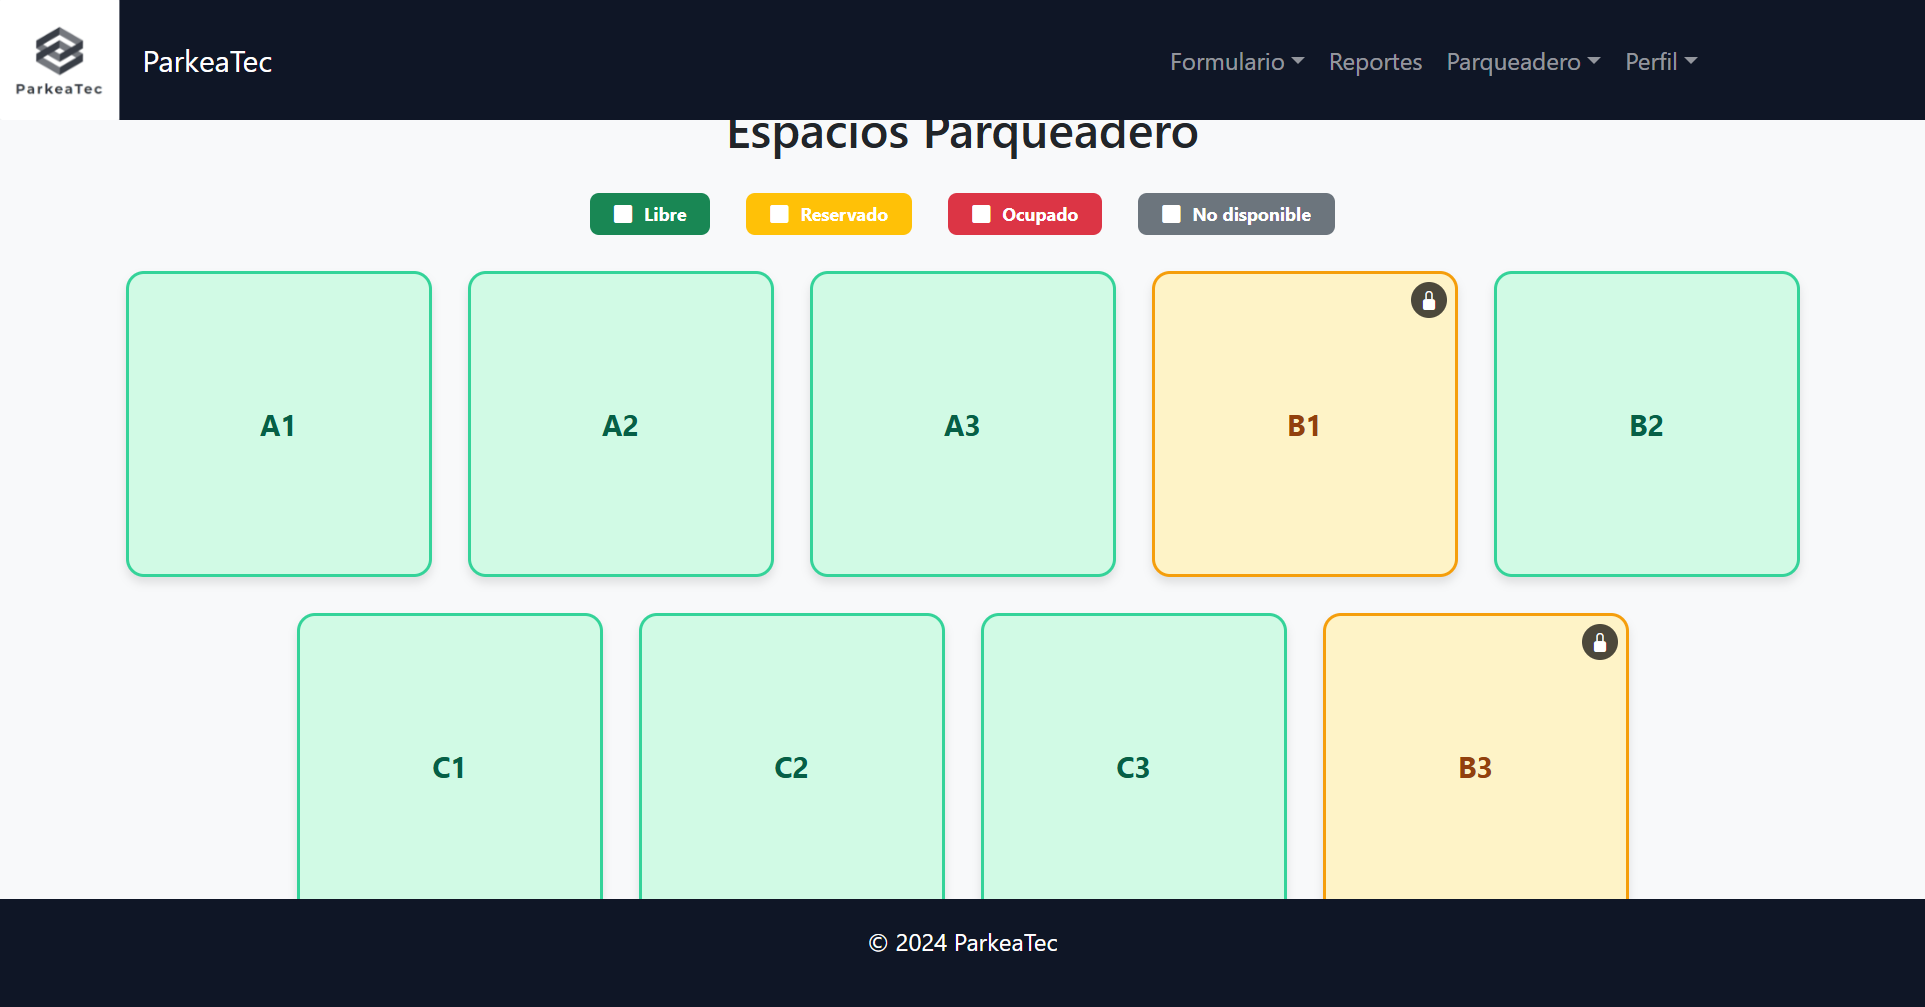 ParkeaTec
ParkeaTec
Formulario Reportes Parqueadero Perfil
Espacios Parqueadero
Libre Reservado Ocupado No disponible
A1 A2 A3 B1 B2
C1 C2 C3 B3
© 2024 ParkeaTec